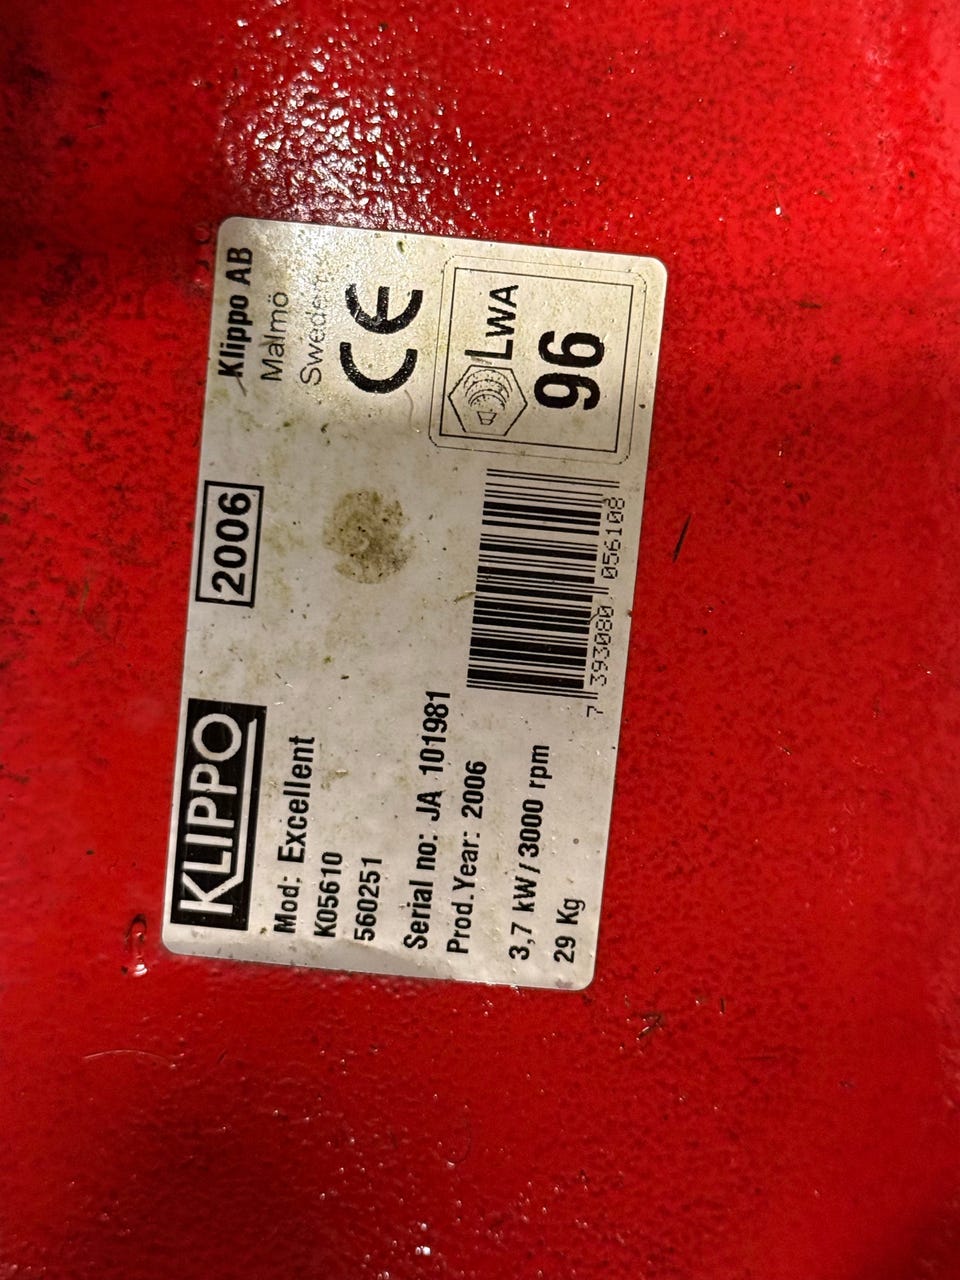 KLIPPO
2006
Klippo AB
Malmö
Sweden
Mod: Excellent
K05610
560251
CE
Serial no: JA 101981
Prod.Year: 2006
3,7 kW / 3000 rpm
29 Kg
LWA
96
7 393080 056108